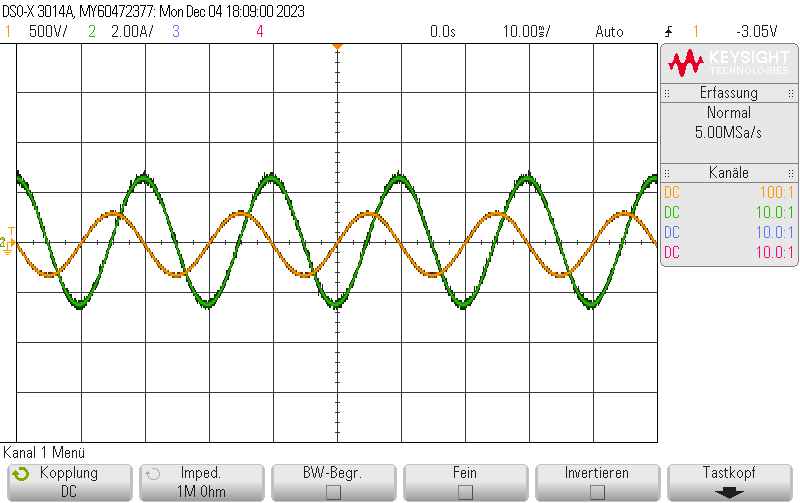 DSO-X 3014A, MY60472377: Mon Dec 04 18:09:00 2023
1 500V/ 2 2.00A/ 3 4 0.0s 10.00ms/ Auto 1 -3.05V
KEYSIGHT
TECHNOLOGIES
Erfassung
Normal
5.00MSa/s
Kanäle
DC 100:1
DC 10.0:1
DC 10.0:1
DC 10.0:1
T
2
Kanal 1 Menü
Kopplung
DC
Imped.
1M Ohm
BW-Begr.
Fein
Invertieren
Tastkopf